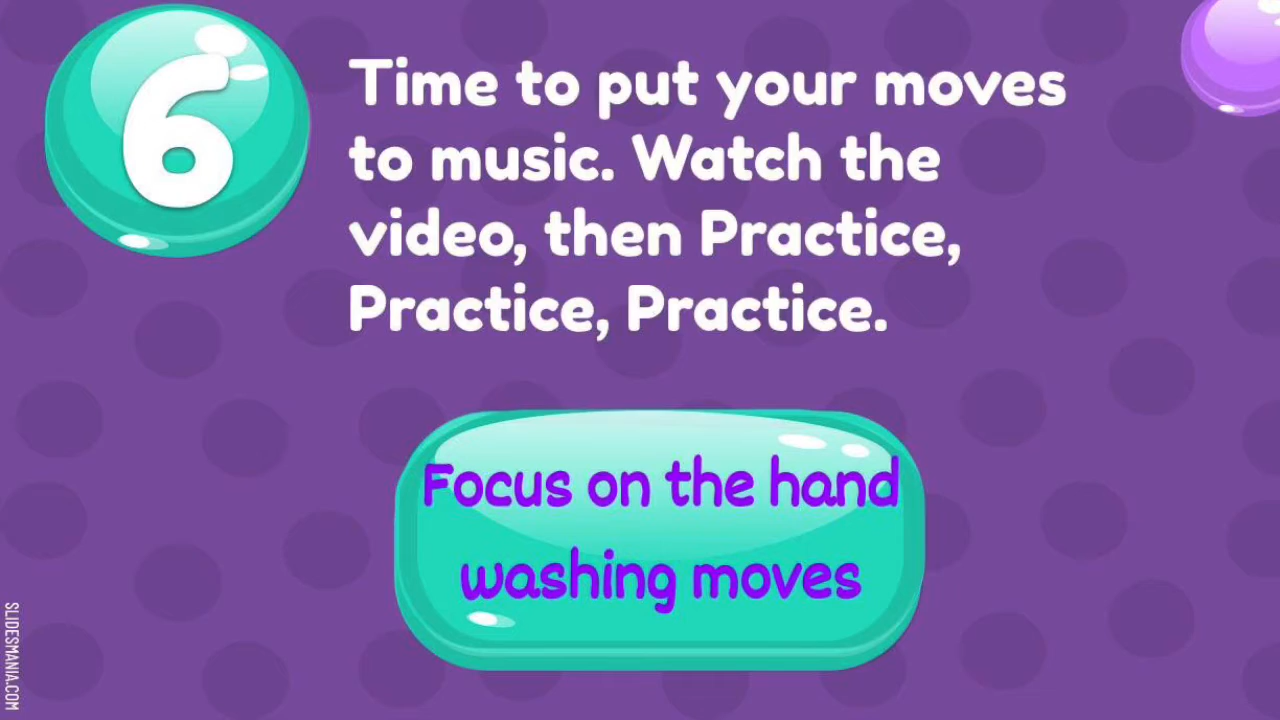 6
Time to put your moves
to music. Watch the
video, then Practice,
Practice, Practice.
Focus on the hand
washing moves
SLIDESMANIA.COM